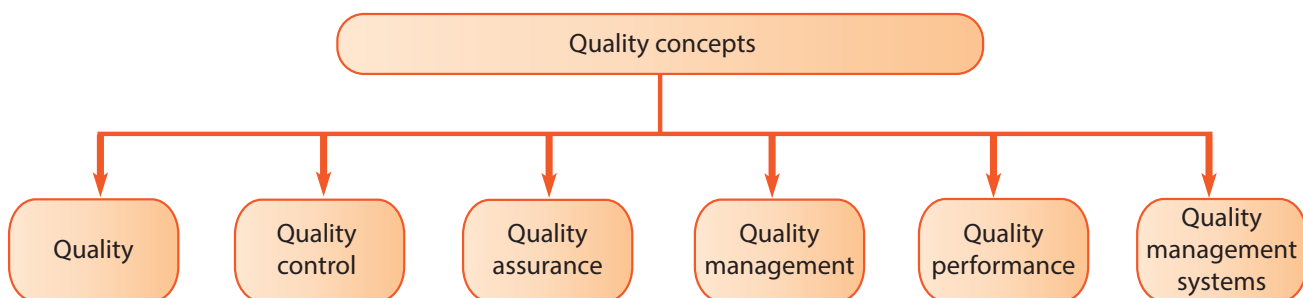 Quality concepts
Quality
Quality
control
Quality
assurance
Quality
management
Quality
performance
Quality
management
systems